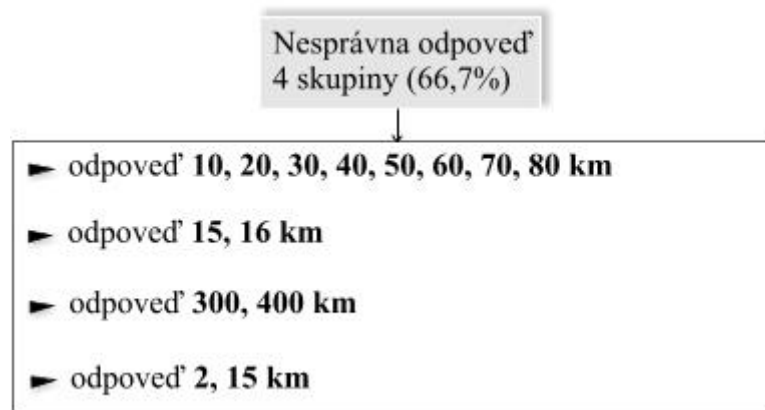 Nesprávna odpoveď
4 skupiny (66,7%)
► odpoveď 10, 20, 30, 40, 50, 60, 70, 80 km
► odpoveď 15, 16 km
► odpoveď 300, 400 km
► odpoveď 2, 15 km